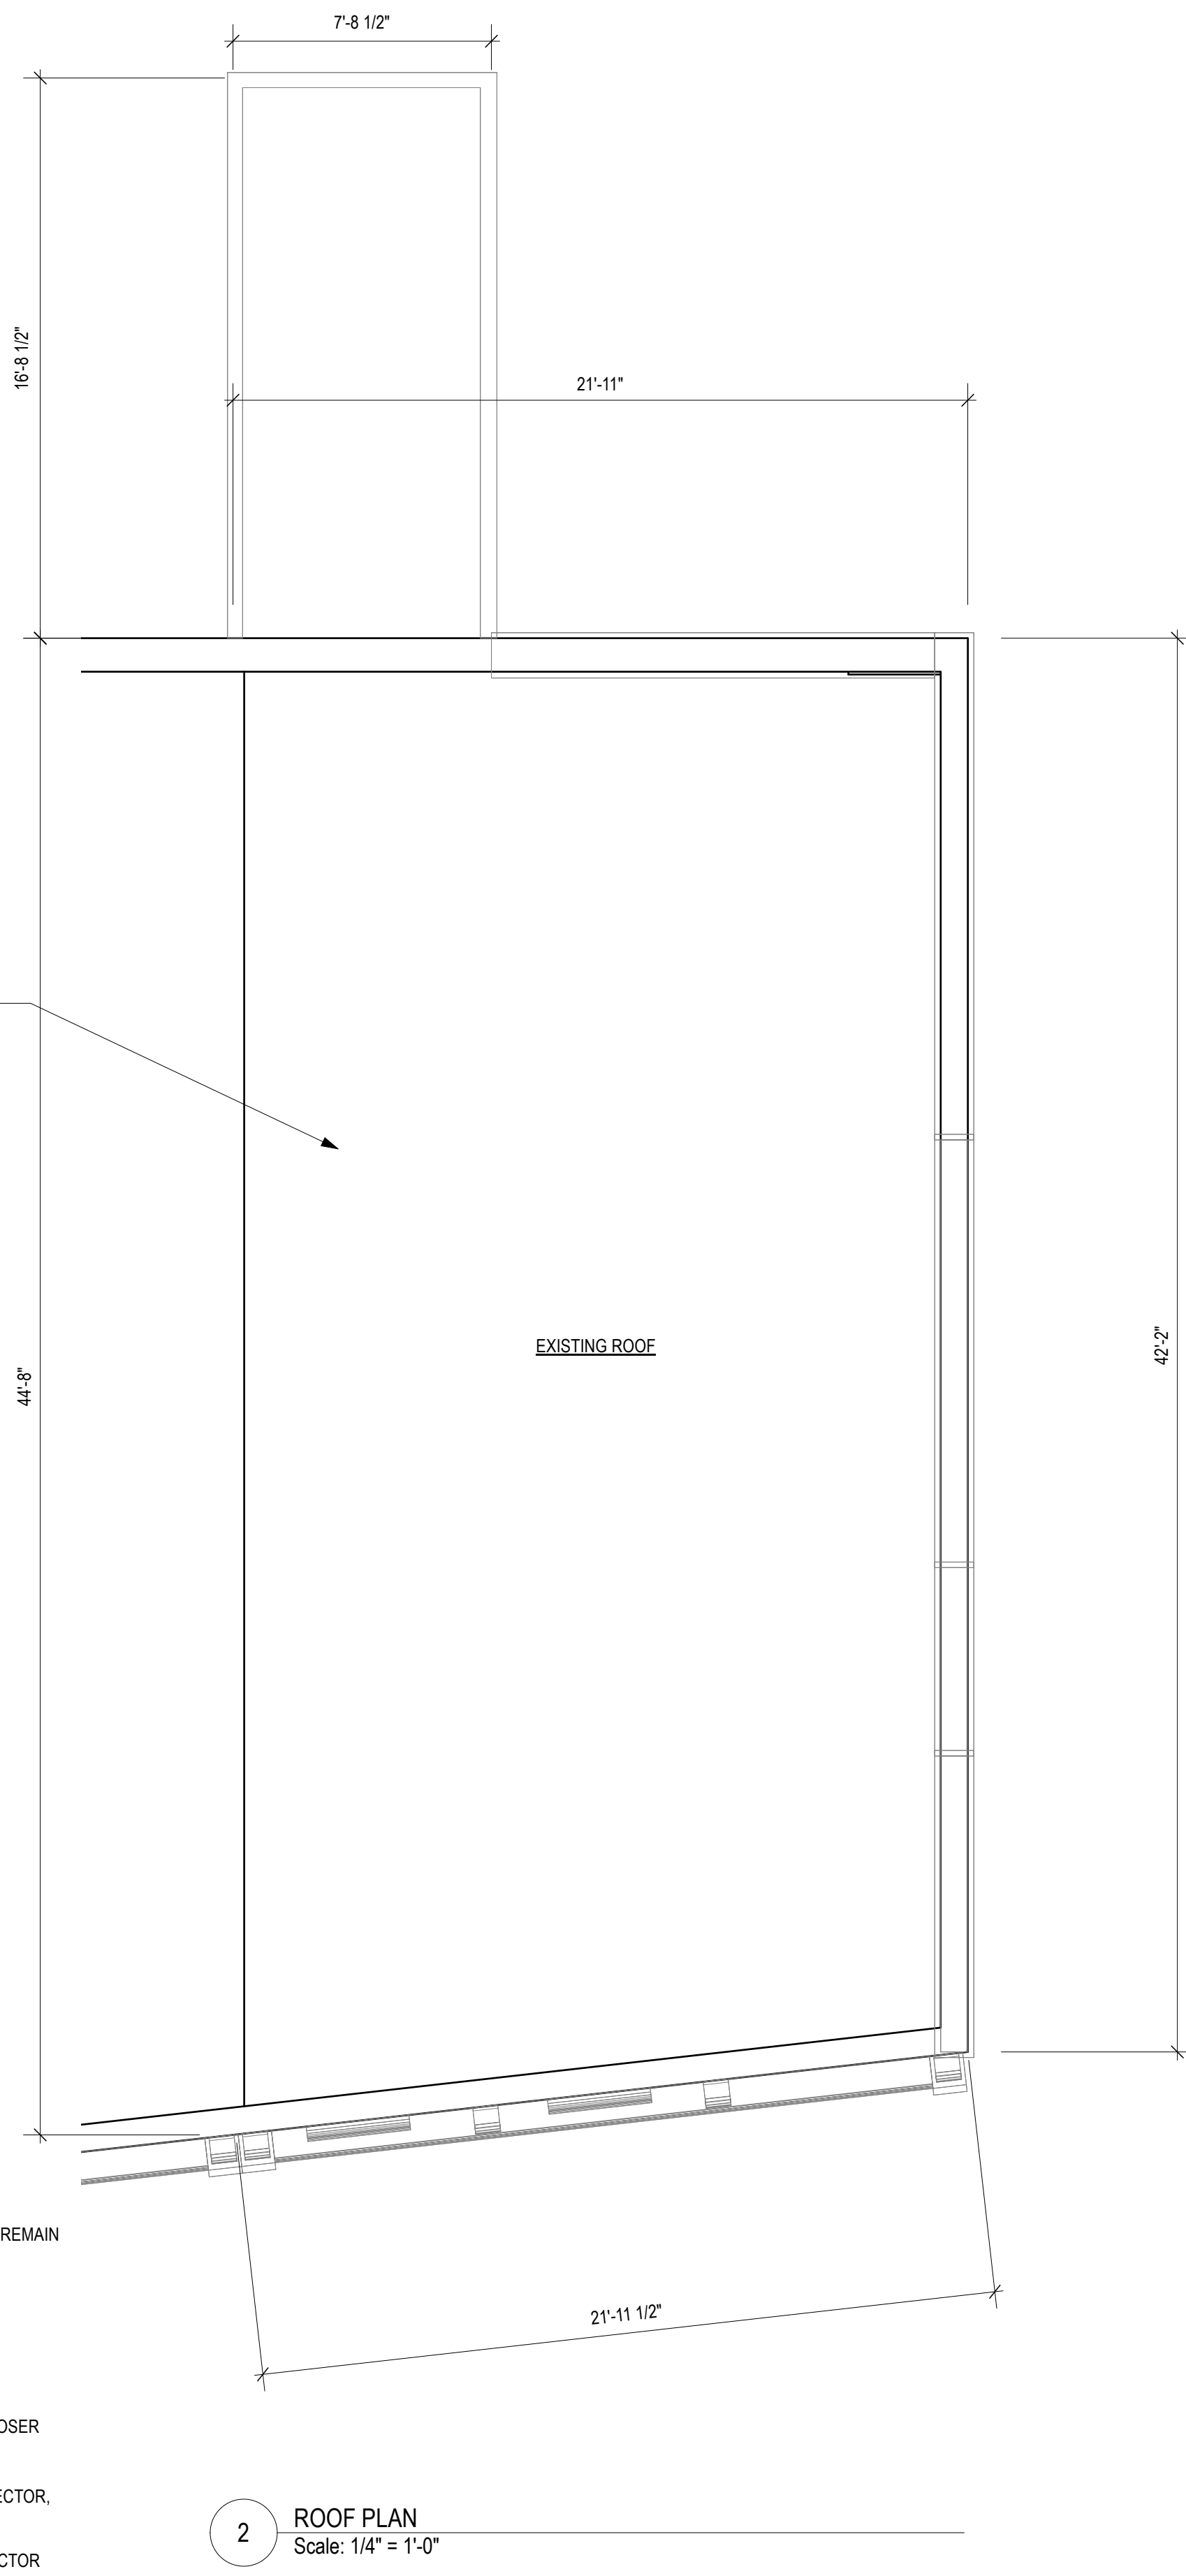 7'-8 1/2"
16'-8 1/2"
21'-11"
EXISTING ROOF
44'-8"
42'-2"
REMAIN
21'-11 1/2"
OSER
ECTOR,
2
ROOF PLAN
Scale: 1/4" = 1'-0"
CTOR